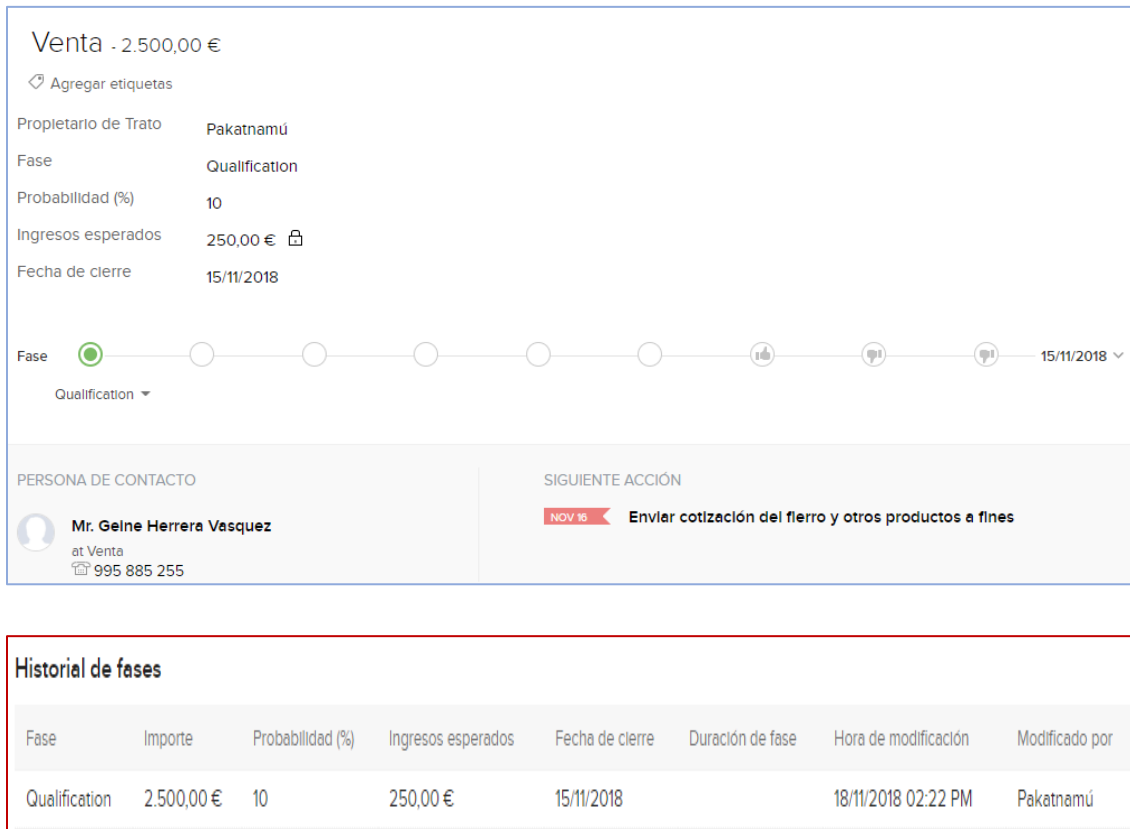 Venta - 2.500,00 €
Agregar etiquetas
Propietario de Trato Pakatnamú
Fase Qualification
Probabilidad (%) 10
Ingresos esperados 250,00 €
Fecha de cierre 15/11/2018
Fase 15/11/2018
Qualification
PERSONA DE CONTACTO SIGUIENTE ACCIÓN
Mr. Geine Herrera Vasquez NOV 16 Enviar cotización del fierro y otros productos a fines
at Venta
995 885 255
Historial de fases
Fase Importe Probabilidad (%) Ingresos esperados Fecha de cierre Duración de fase Hora de modificación Modificado por
Qualification 2.500,00 € 10 250,00 € 15/11/2018 18/11/2018 02:22 PM Pakatnamú